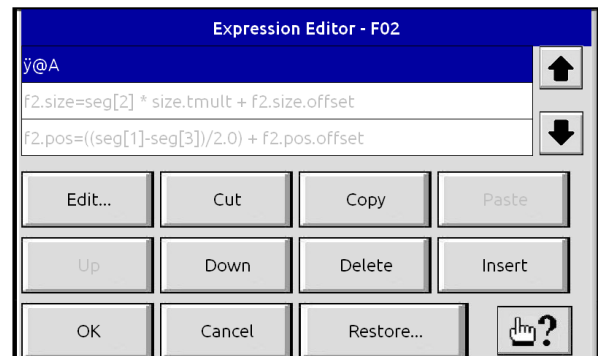 Expression Editor - F02
ÿ@A
f2.size=seg[2] * size.tmult + f2.size.offset
f2.pos=((seg[1]-seg[3])/2.0) + f2.pos.offset
Edit... Cut Copy Paste
Up Down Delete Insert
OK Cancel Restore... ?